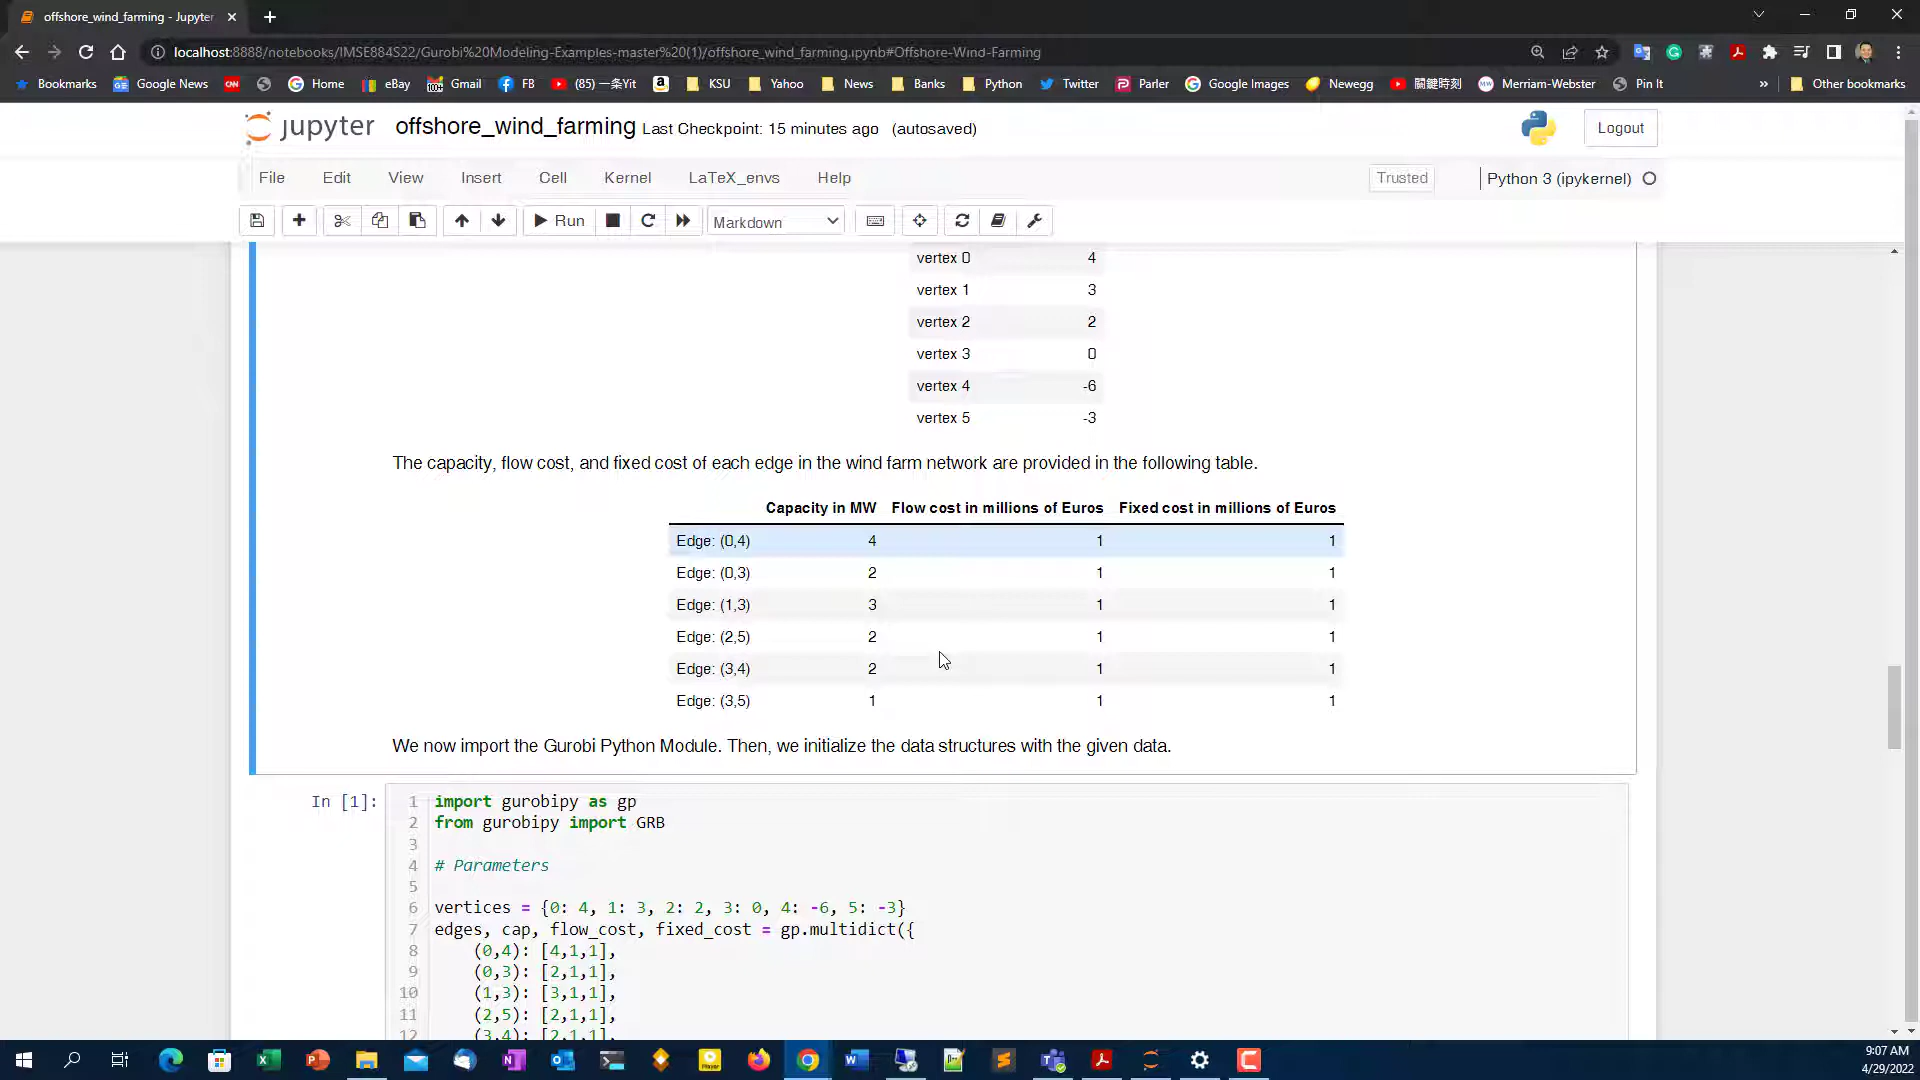 offshore_wind_farming - Jupyter
localhost:8888/notebooks/IMSE884S22/Gurobi%20Modeling-Examples-master%20(1)/offshore_wind_farming.ipynb#Offshore-Wind-Farming
Bookmarks Google News CNN Home eBay 100+ Gmail FB (85) 一条Yit KSU Yahoo News Banks Python Twitter Parler Google Images Newegg 關鍵時刻 MW Merriam-Webster Pin It » Other bookmarks
jupyter offshore_wind_farming Last Checkpoint: 15 minutes ago (autosaved) Logout
File Edit View Insert Cell Kernel LaTeX_envs Help Trusted Python 3 (ipykernel)
Run Markdown
vertex 0 4
vertex 1 3
vertex 2 2
vertex 3 0
vertex 4 -6
vertex 5 -3
The capacity, flow cost, and fixed cost of each edge in the wind farm network are provided in the following table.
Capacity in MW Flow cost in millions of Euros Fixed cost in millions of Euros
Edge: (0,4) 4 1 1
Edge: (0,3) 2 1 1
Edge: (1,3) 3 1 1
Edge: (2,5) 2 1 1
Edge: (3,4) 2 1 1
Edge: (3,5) 1 1 1
We now import the Gurobi Python Module. Then, we initialize the data structures with the given data.
In [1]:
1 import gurobipy as gp
2 from gurobipy import GRB
3
4 # Parameters
5
6 vertices = {0: 4, 1: 3, 2: 2, 3: 0, 4: -6, 5: -3}
7 edges, cap, flow_cost, fixed_cost = gp.multidict({
8 (0,4): [4,1,1],
9 (0,3): [2,1,1],
10 (1,3): [3,1,1],
11 (2,5): [2,1,1],
12 (3,4): [2,1,1],
9:07 AM
4/29/2022